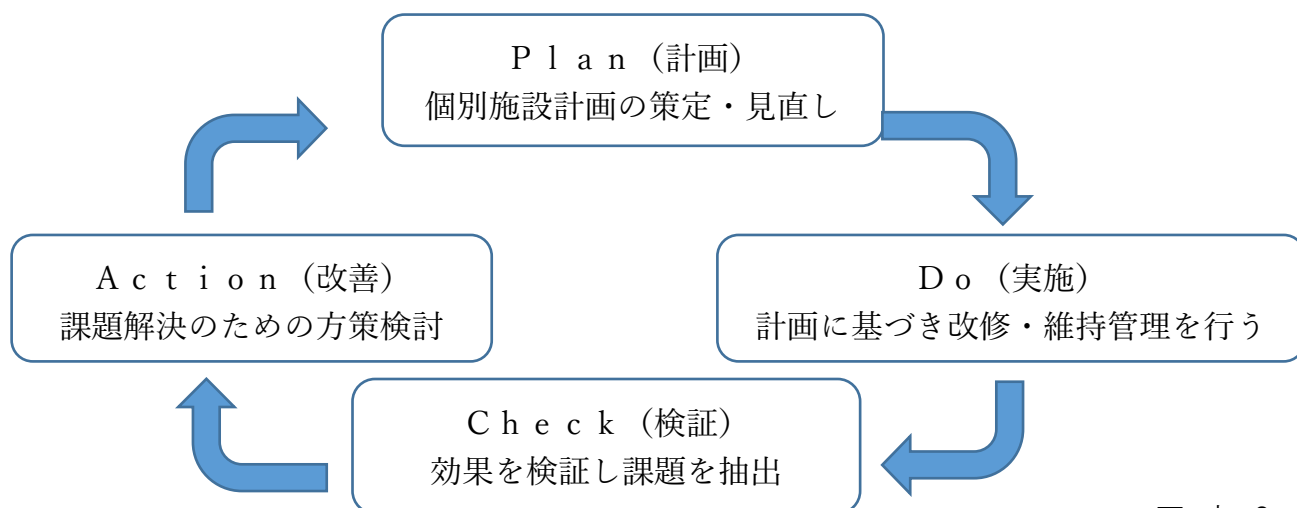 Ｐｌａｎ（計画）
個別施設計画の策定・見直し
Ｄｏ（実施）
計画に基づき改修・維持管理を行う
Ｃｈｅｃｋ（検証）
効果を検証し課題を抽出
Ａｃｔｉｏｎ（改善）
課題解決のための方策検討